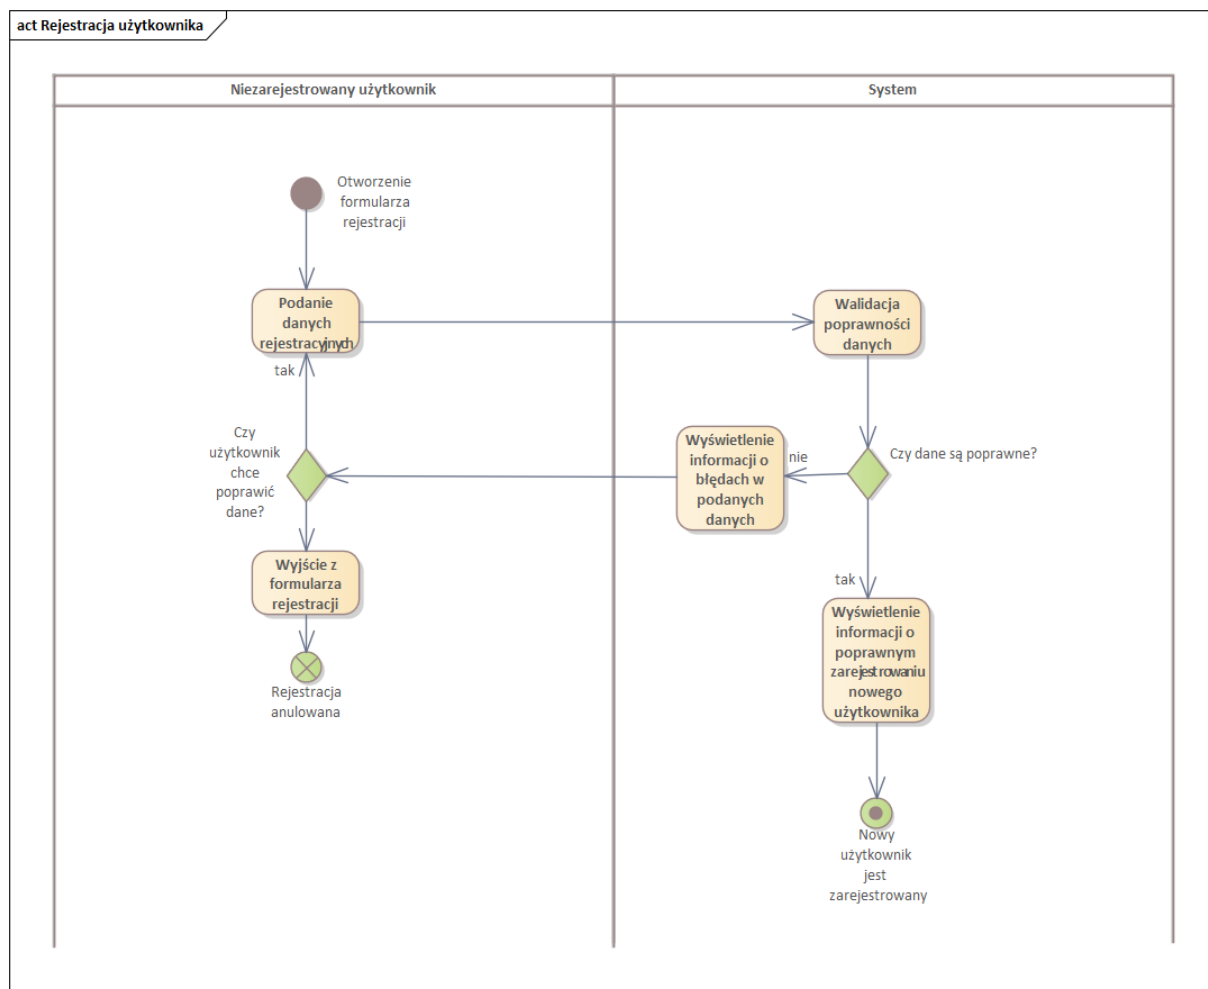 act Rejestracja użytkownika
Niezarejestrowany użytkownik
System
Otworzenie
formularza
rejestracji
Podanie
danych
rejestracyjnych
Walidacja
poprawności
danych
tak
Czy
użytkownik
chce
poprawić
dane?
Wyświetlenie
informacji o
błędach w
podanych
danych
nie
Czy dane są poprawne?
Wyjście z
formularza
rejestracji
tak
Wyświetlenie
informacji o
poprawnym
zarejestrowaniu
nowego
użytkownika
Rejestracja
anulowana
Nowy
użytkownik
jest
zarejestrowany